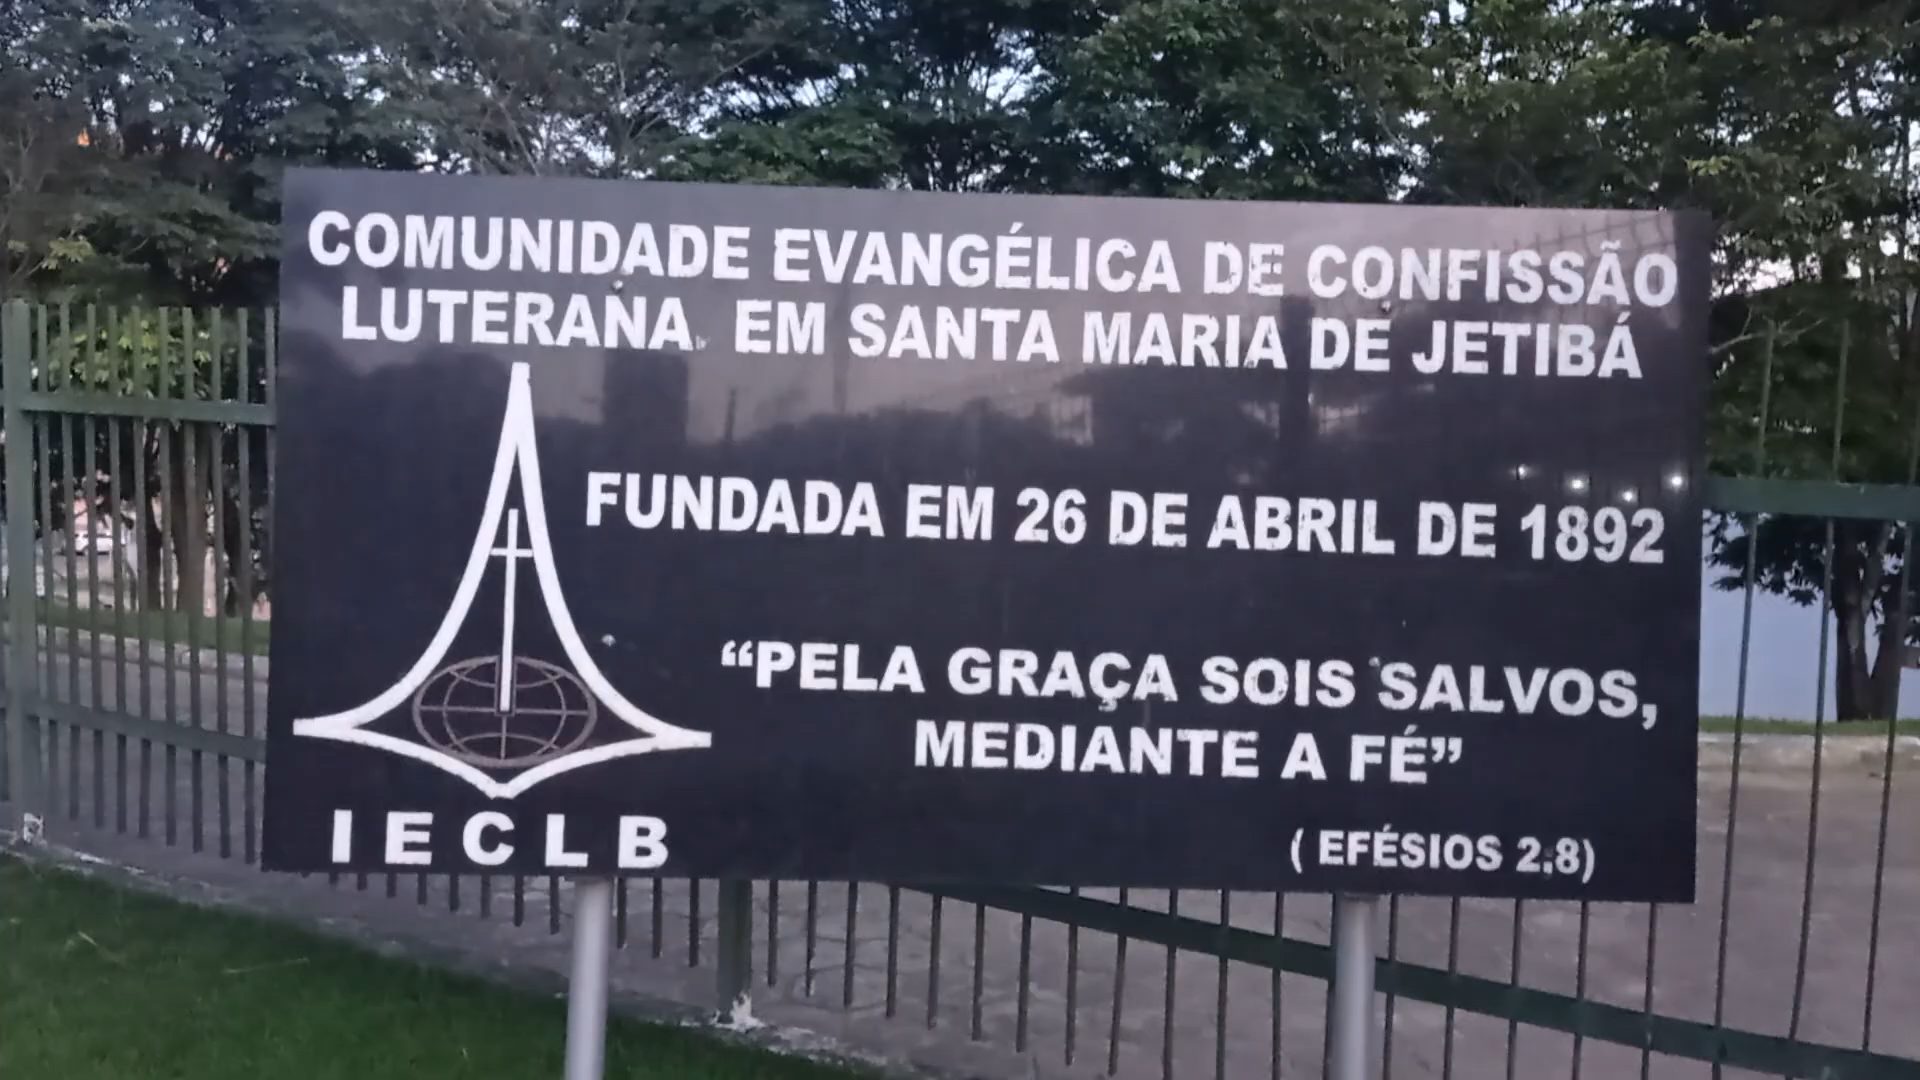 COMUNIDADE EVANGÉLICA DE CONFISSÃO
LUTERANA EM SANTA MARIA DE JETIBÁ
FUNDADA EM 26 DE ABRIL DE 1892
“PELA GRAÇA SOIS SALVOS,
MEDIANTE A FÉ”
IECLB
( EFÉSIOS 2:8)